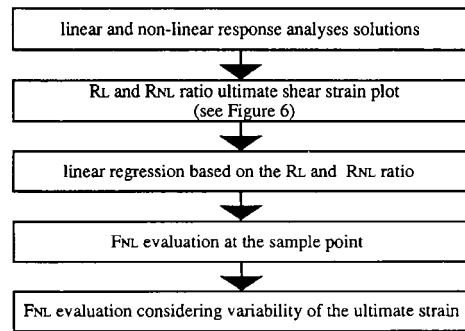 linear and non-linear response analyses solutions
RL and RNL ratio ultimate shear strain plot
(see Figure 6)
linear regression based on the RL and RNL ratio
FNL evaluation at the sample point
FNL evaluation considering variability of the ultimate strain